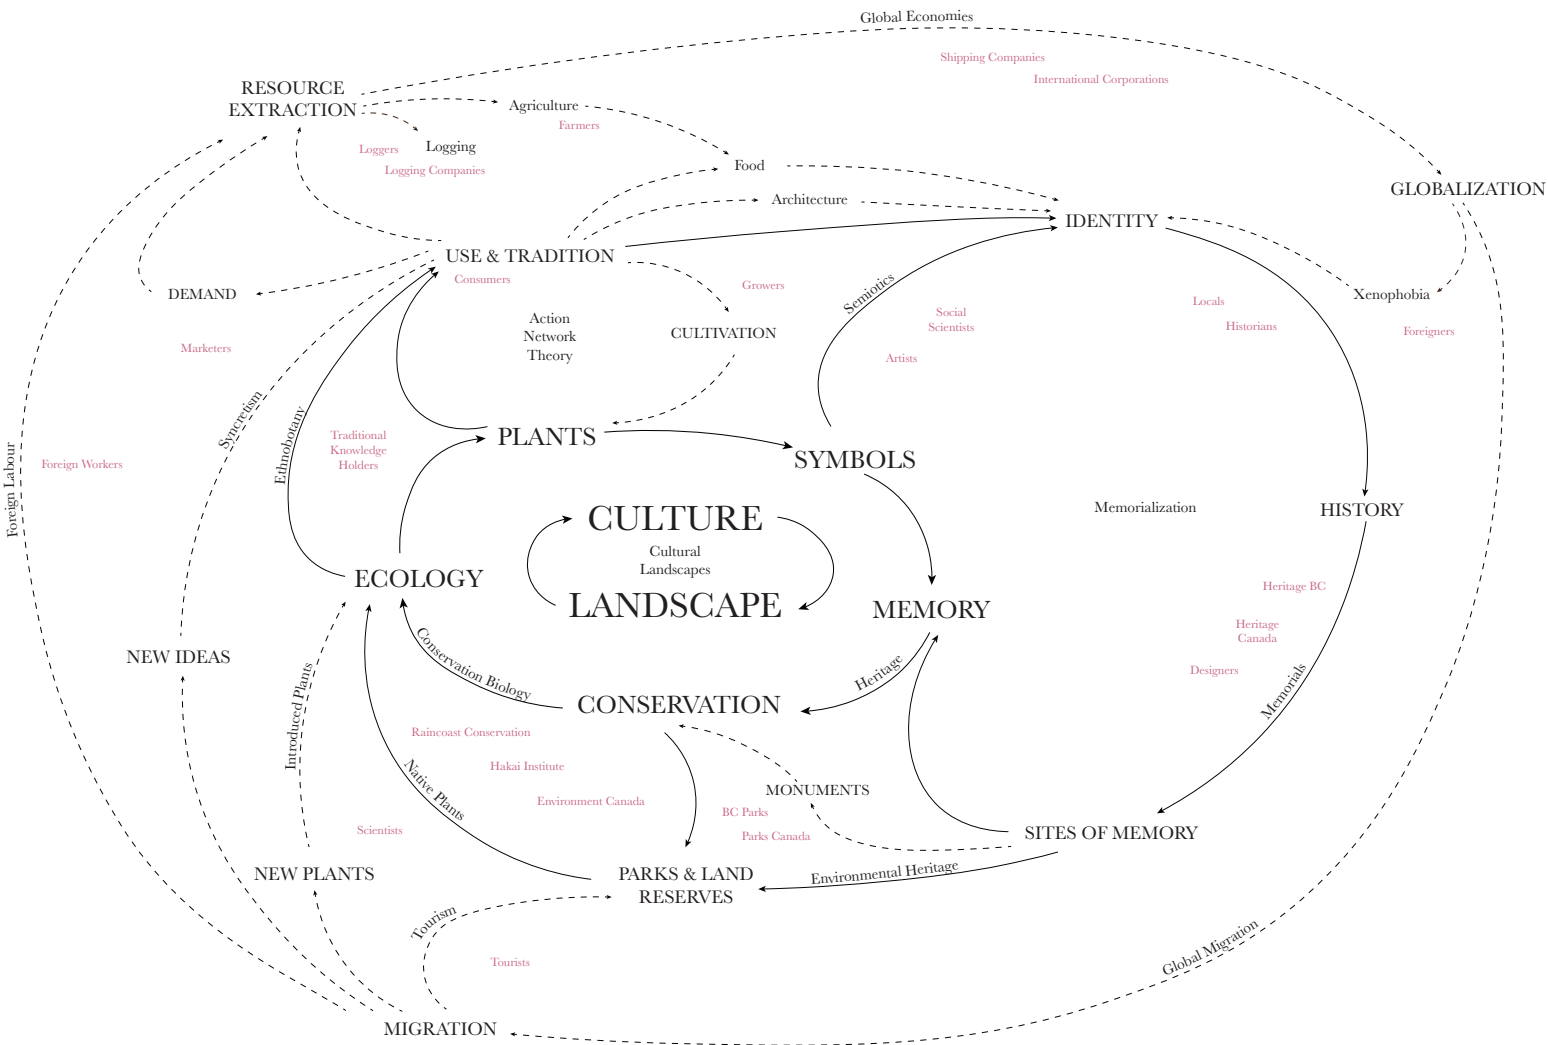 Global Economies
Shipping Companies
International Corporations
RESOURCE
EXTRACTION
Agriculture
Farmers
Loggers
Logging
Logging Companies
Food
Architecture
GLOBALIZATION
IDENTITY
USE & TRADITION
Consumers
DEMAND
Growers
Semiotics
Xenophobia
Locals
Historians
Foreigners
Social
Scientists
Artists
Action
Network
Theory
CULTIVATION
Marketers
Syncretism
Ethnobotany
Traditional
Knowledge
Holders
Foreign Labour
Foreign Workers
PLANTS
SYMBOLS
Memorialization
HISTORY
CULTURE
Cultural
Landscapes
LANDSCAPE
ECOLOGY
MEMORY
Heritage BC
Heritage
Canada
Designers
Memorials
NEW IDEAS
Introduced Plants
Conservation Biology
Heritage
CONSERVATION
Raincoast Conservation
Hakai Institute
Environment Canada
Native Plants
MONUMENTS
BC Parks
Parks Canada
Scientists
SITES OF MEMORY
NEW PLANTS
PARKS & LAND
RESERVES
Environmental Heritage
Tourism
Tourists
Global Migration
MIGRATION